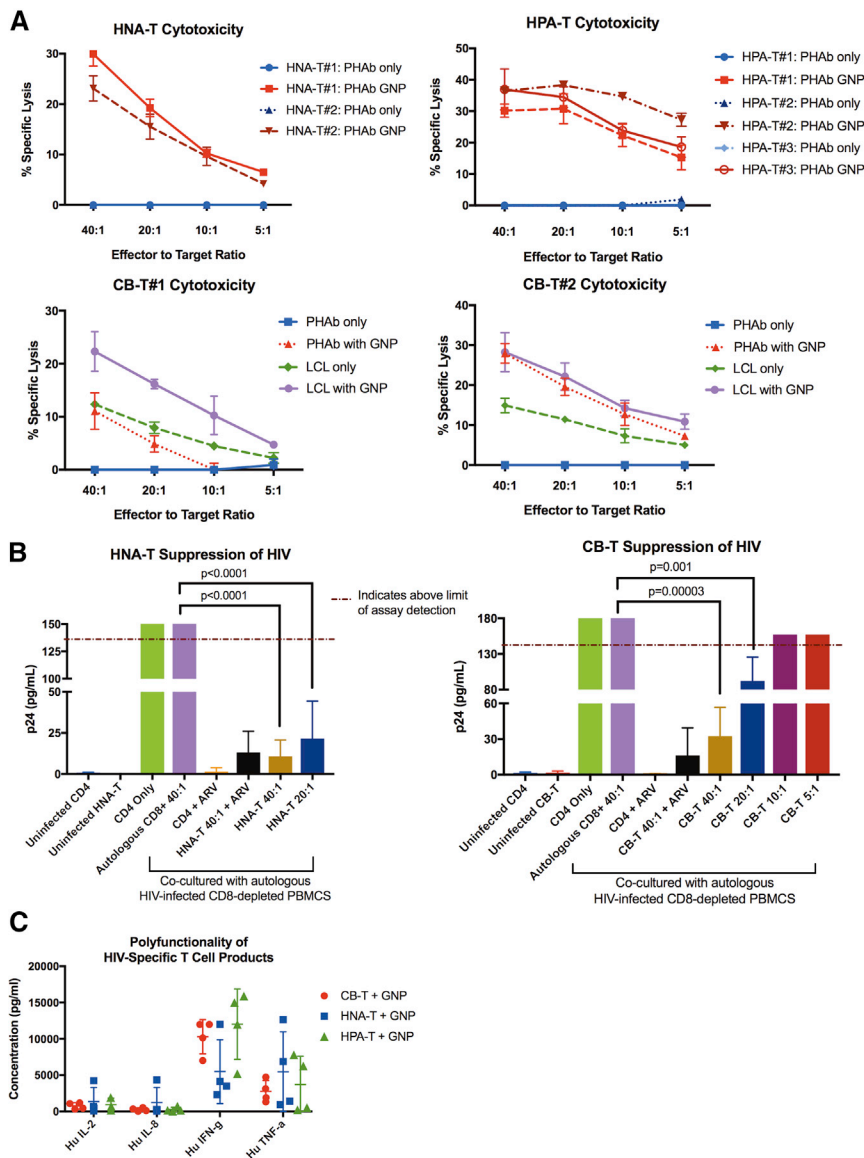 A
HNA-T Cytotoxicity
% Specific Lysis
30
20
10
0
40:1 20:1 10:1 5:1
Effector to Target Ratio
HNA-T#1: PHAb only
HNA-T#1: PHAb GNP
HNA-T#2: PHAb only
HNA-T#2: PHAb GNP
HPA-T Cytotoxicity
% Specific Lysis
50
40
30
20
10
0
40:1 20:1 10:1 5:1
Effector to Target Ratio
HPA-T#1: PHAb only
HPA-T#1: PHAb GNP
HPA-T#2: PHAb only
HPA-T#2: PHAb GNP
HPA-T#3: PHAb only
HPA-T#3: PHAb GNP
CB-T#1 Cytotoxicity
% Specific Lysis
30
20
10
0
40:1 20:1 10:1 5:1
Effector to Target Ratio
PHAb only
PHAb with GNP
LCL only
LCL with GNP
CB-T#2 Cytotoxicity
% Specific Lysis
40
30
20
10
0
40:1 20:1 10:1 5:1
Effector to Target Ratio
PHAb only
PHAb with GNP
LCL only
LCL with GNP
B
HNA-T Suppression of HIV
p<0.0001
p<0.0001
p24 (pg/mL)
150
100
50
25
0
Uninfected CD4
Uninfected HNA-T
CD4 Only
Autologous CD8+ 40:1
CD4 + ARV
HNA-T 40:1 + ARV
HNA-T 40:1
HNA-T 20:1
Co-cultured with autologous
HIV-infected CD8-depleted PBMCS
Indicates above limit
of assay detection
CB-T Suppression of HIV
p=0.001
p=0.00003
p24 (pg/mL)
180
130
80
60
30
0
Uninfected CD4
Uninfected CB-T
CD4 Only
Autologous CD8+ 40:1
CD4 + ARV
CB-T 40:1 + ARV
CB-T 40:1
CB-T 20:1
CB-T 10:1
CB-T 5:1
Co-cultured with autologous
HIV-infected CD8-depleted PBMCS
C
Polyfunctionality of
HIV-Specific T Cell Products
Concentration (pg/ml)
20000
15000
10000
5000
0
Hu IL-2
Hu IL-8
Hu IFN-g
Hu TNF-a
CB-T + GNP
HNA-T + GNP
HPA-T + GNP